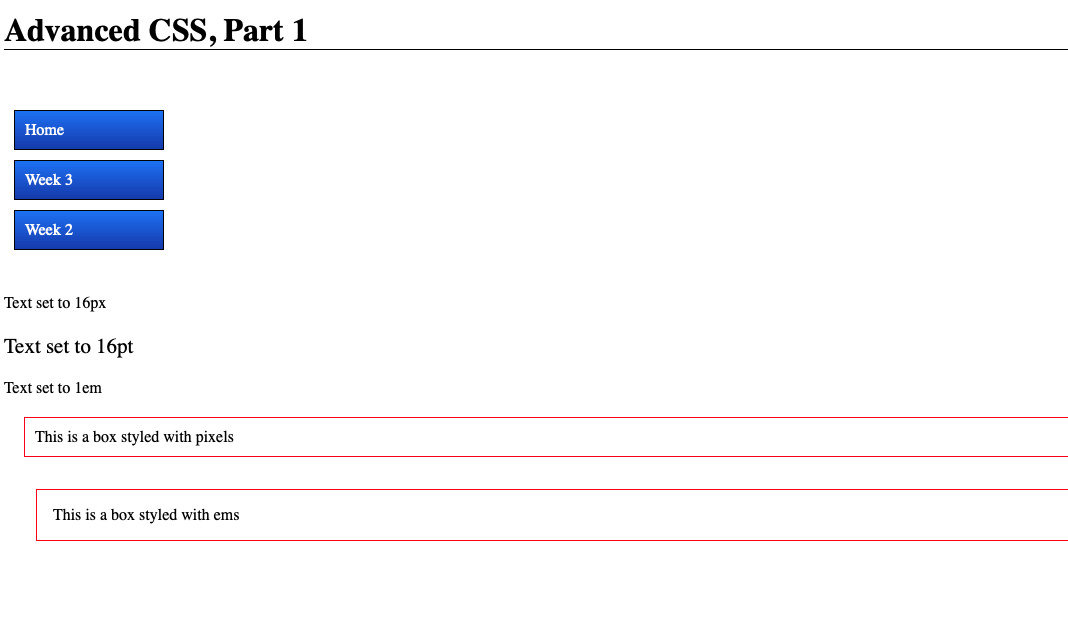 Advanced CSS, Part 1
Home
Week 3
Week 2
Text set to 16px
Text set to 16pt
Text set to 1em
This is a box styled with pixels
This is a box styled with ems